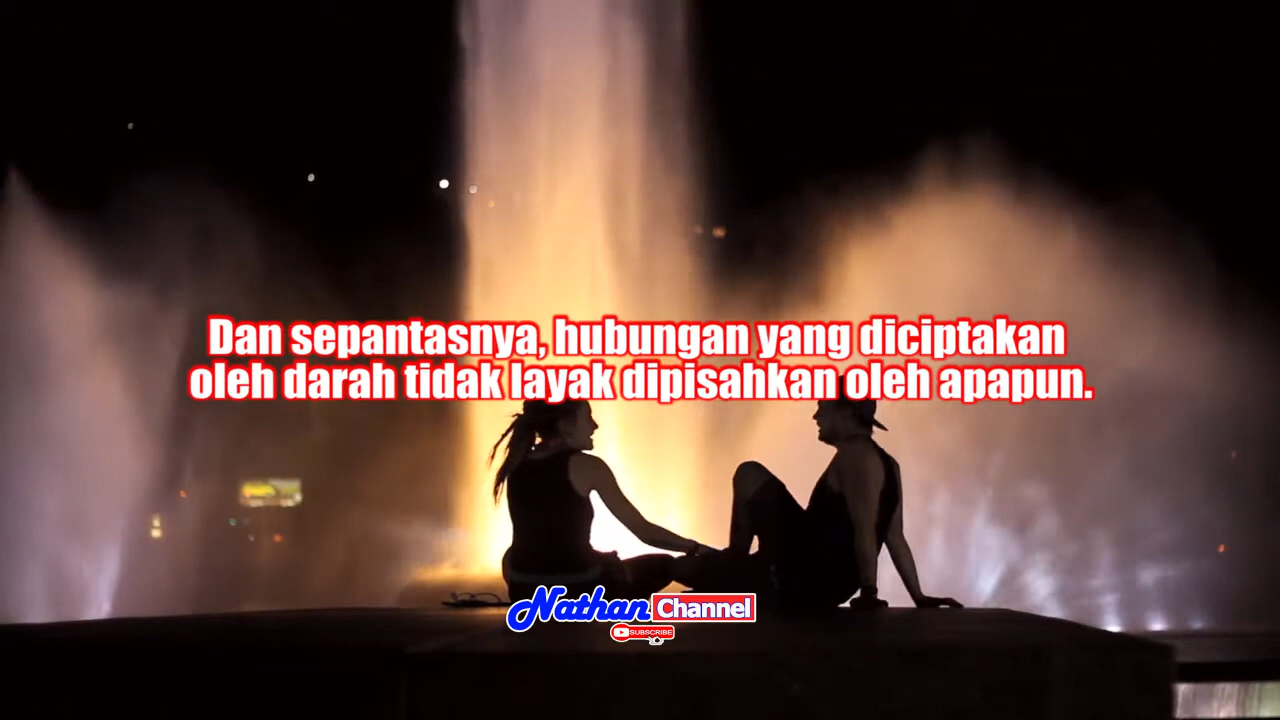 Dan sepantasnya, hubungan yang diciptakan
oleh darah tidak layak dipisahkan oleh apapun.
Nathan Channel
SUBSCRIBE